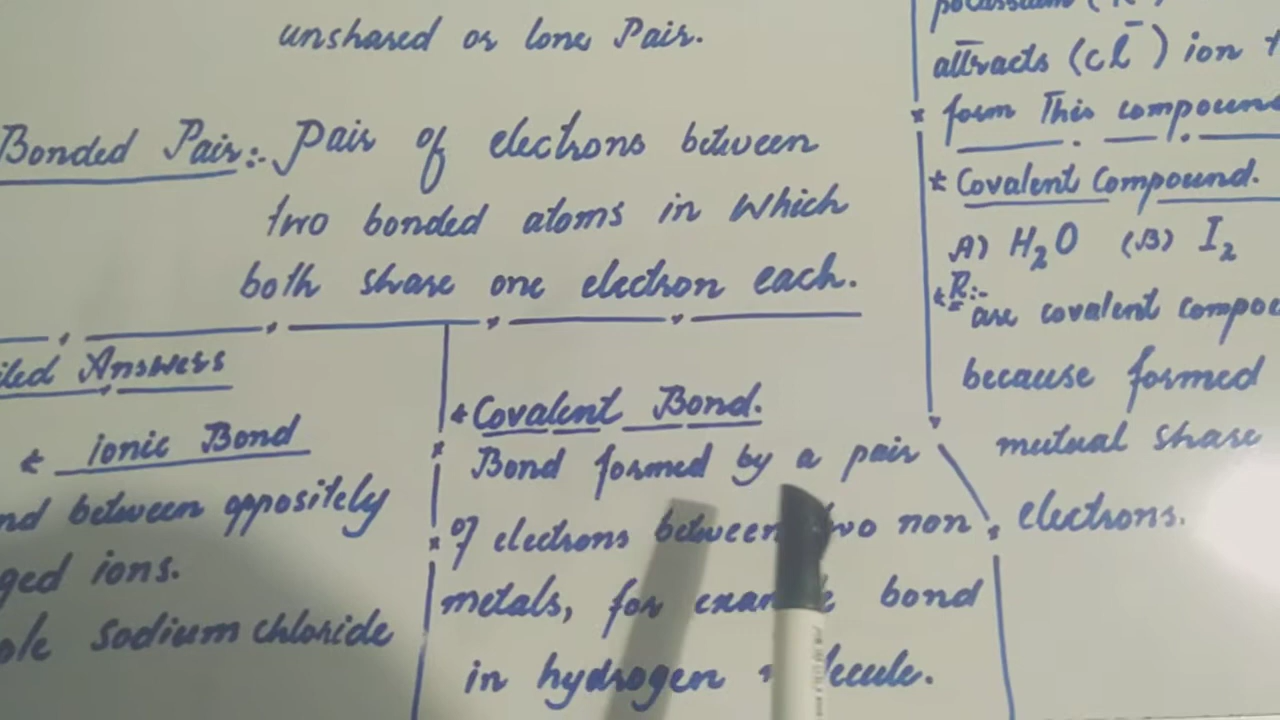 unshared or lone Pair.
Bonded Pair:- Pair of electrons between
two bonded atoms in which
both share one electron each.
Answers
* ionic Bond
between oppositely
ions.
sodium chloride
* Covalent Bond.
Bond formed by a pair
of electrons between two non
metals, for example bond
in hydrogen molecule.
attracts (cl⁻) ion
* form This compound
* Covalent Compound.
A) H₂O (B) I₂
* R:- are covalent
because formed
mutual share
electrons.